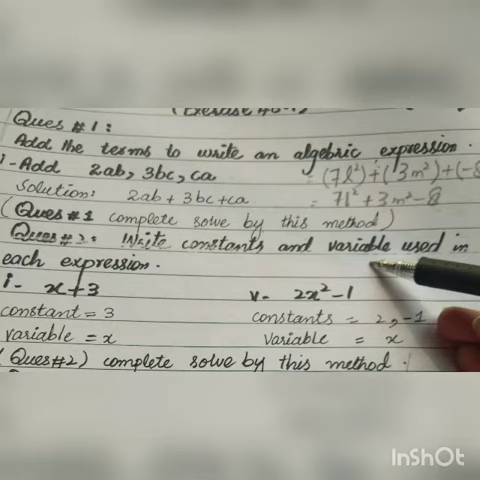 Ques #1:
Add the terms to write an algebric expression.
i- Add 2ab, 3bc, ca
= (7l²) + (3m²) + (-8
Solution: 2ab + 3bc + ca
= 7l² + 3m² - 8
(Ques #1 complete solve by this method)
Ques #2: Write constants and variable used in
each expression.
i- x + 3
v- 2x² - 1
constant = 3
constants = 2, -1
variable = x
variable = x
(Ques #2) complete solve by this method.
InShOt